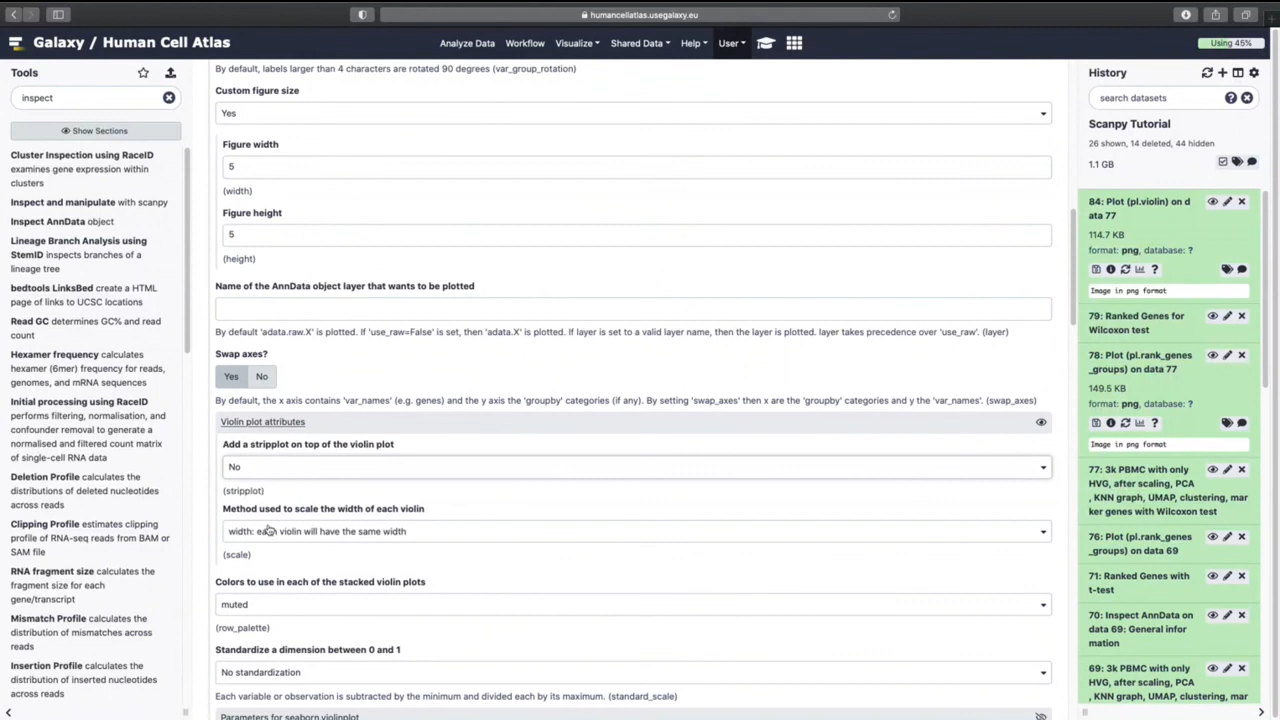 humancellatlas.usegalaxy.eu
Galaxy / Human Cell Atlas
Analyze Data
Workflow
Visualize
Shared Data
Help
User
Using 45%
Tools
inspect
Show Sections
Cluster Inspection using RaceID
examines gene expression within
clusters
Inspect and manipulate with scanpy
Inspect AnnData object
Lineage Branch Analysis using
StemID inspects branches of a
lineage tree
bedtools LinksBed create a HTML
page of links to UCSC locations
Read GC determines GC% and read
count
Hexamer frequency calculates
hexamer (6mer) frequency for reads,
genomes, and mRNA sequences
Initial processing using RaceID
performs filtering, normalisation, and
confounder removal to generate a
normalised and filtered count matrix
of single-cell RNA data
Deletion Profile calculates the
distributions of deleted nucleotides
across reads
Clipping Profile estimates clipping
profile of RNA-seq reads from BAM or
SAM file
RNA fragment size calculates the
fragment size for each
gene/transcript
Mismatch Profile calculates the
distribution of mismatches across
reads
Insertion Profile calculates the
distribution of inserted nucleotides
across reads
By default, labels larger than 4 characters are rotated 90 degrees (var_group_rotation)
Custom figure size
Yes
Figure width
5
(width)
Figure height
5
(height)
Name of the AnnData object layer that wants to be plotted
By default 'adata.raw.X' is plotted. If 'use_raw=False' is set, then 'adata.X' is plotted. If layer is set to a valid layer name, then the layer is plotted. layer takes precedence over 'use_raw'. (layer)
Swap axes?
Yes
No
By default, the x axis contains 'var_names' (e.g. genes) and the y axis the 'groupby' categories (if any). By setting 'swap_axes' then x are the 'groupby' categories and y the 'var_names'. (swap_axes)
Violin plot attributes
Add a stripplot on top of the violin plot
No
(stripplot)
Method used to scale the width of each violin
width: each violin will have the same width
(scale)
Colors to use in each of the stacked violin plots
muted
(row_palette)
Standardize a dimension between 0 and 1
No standardization
Each variable or observation is subtracted by the minimum and divided each by its maximum. (standard_scale)
Parameters for seaborn.violinplot
History
search datasets
Scanpy Tutorial
26 shown, 14 deleted, 44 hidden
1.1 GB
84: Plot (pl.violin) on d
ata 77
114.7 KB
format: png, database: ?
Image in png format
79: Ranked Genes for
Wilcoxon test
78: Plot (pl.rank_genes
_groups) on data 77
149.5 KB
format: png, database: ?
Image in png format
77: 3k PBMC with only
HVG, after scaling, PCA
, KNN graph, UMAP, clustering, mar
ker genes with Wilcoxon test
76: Plot (pl.rank_genes
_groups) on data 69
71: Ranked Genes with
t-test
70: Inspect AnnData on
data 69: General infor
mation
69: 3k PBMC with only
HVG, after scaling, PCA
, KNN graph, UMAP, clustering, mar